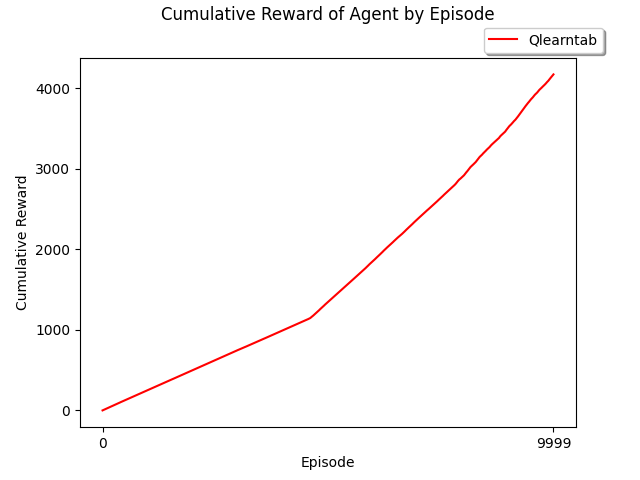 Cumulative Reward of Agent by Episode
Qlearntab
4000
3000
2000
1000
0
Cumulative Reward
0
9999
Episode